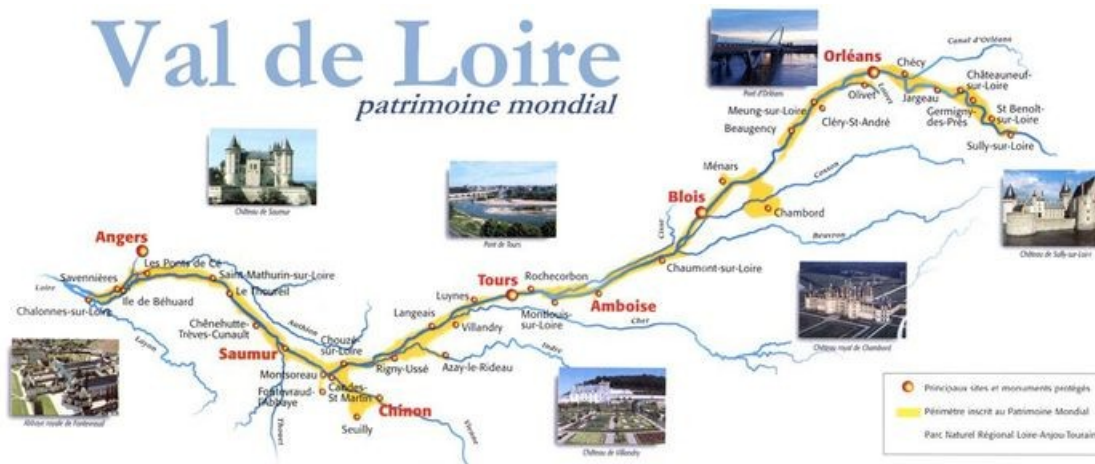 Val de Loire
patrimoine mondial
Pont d'Orléans
Orléans
Chécy
Canal d'Orléans
Châteauneuf-
sur-Loire
Olivet
Loiret
Jargeau
Germigny-
des-Prés
St Benoît-
sur-Loire
Sully-sur-Loire
Meung-sur-Loire
Cléry-St-André
Beaugency
Ménars
Cosson
Blois
Chambord
Beuvron
Cisse
Chaumont-sur-Loire
Château de Sully-sur-Loire
Château de Saumur
Pont de Tours
Angers
Les Ponts de Cé
Savennières
Saint-Mathurin-sur-Loire
Loire
Ile de Béhuard
Le Thoureil
Chalonnes-sur-Loire
Layon
Authion
Chênehutte-
Trèves-Cunault
Saumur
Chouzé-
sur-Loire
Montsoreau
Fontevraud-
l'Abbaye
Candes-
St Martin
Thouet
Seuilly
Chinon
Vienne
Rigny-Ussé
Azay-le-Rideau
Indre
Langeais
Villandry
Luynes
Tours
Rochecorbon
Montlouis-
sur-Loire
Amboise
Cher
Château royal de Chambord
Abbaye royale de Fontevraud
Château de Villandry
Principaux sites et monuments protégés
Périmètre inscrit au Patrimoine Mondial
Parc Naturel Régional Loire-Anjou-Tourain